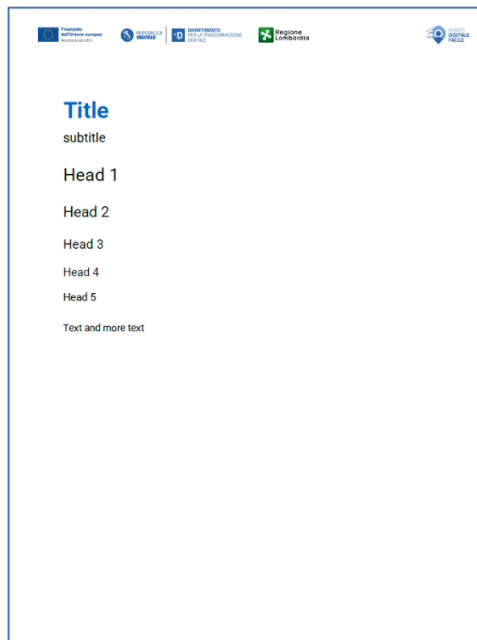 Finanziato
dall'Unione europea
NextGenerationEU
REPUBBLICA
DIGITALE
DIPARTIMENTO
PER LA TRASFORMAZIONE
DIGITALE
Regione
Lombardia
PUNTO
DIGITALE
FACILE
Title
subtitle
Head 1
Head 2
Head 3
Head 4
Head 5
Text and more text